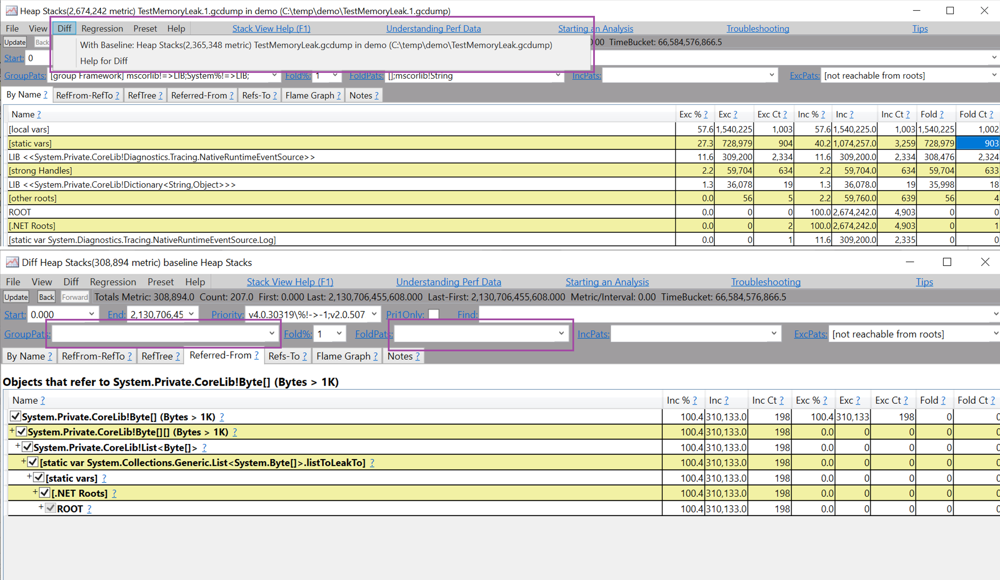 Heap Stacks(2,674,242 metric) TestMemoryLeak.1.gcdump in demo (C:\temp\demo\TestMemoryLeak.1.gcdump)
File View Diff Regression Preset Help Stack View Help (F1) Understanding Perf Data Starting an Analysis Troubleshooting Tips
Update Back With Baseline: Heap Stacks(2,365,348 metric) TestMemoryLeak.gcdump in demo (C:\temp\demo\TestMemoryLeak.gcdump) 0.00 TimeBucket: 66,584,576,866.5
Start: 0 Help for Diff
GroupPats: [group Framework] mscorlib!=>LIB;System%!=>LIB; Fold%: 1 FoldPats: [];mscorlib!String IncPats: ExcPats: [not reachable from roots]
By Name ? RefFrom-RefTo ? RefTree ? Referred-From ? Refs-To ? Flame Graph ? Notes ?
Name ? Exc % ? Exc ? Exc Ct ? Inc % ? Inc ? Inc Ct ? Fold ? Fold Ct ?
[local vars] 57.6 1,540,225 1,003 57.6 1,540,225.0 1,003 1,540,225 1,002
[static vars] 27.3 728,979 904 40.2 1,074,257.0 3,259 728,979 903
LIB <<System.Private.CoreLib!Diagnostics.Tracing.NativeRuntimeEventSource>> 11.6 309,200 2,334 11.6 309,200.0 2,334 308,476 2,324
[strong Handles] 2.2 59,704 634 2.2 59,704.0 634 59,704 633
LIB <<System.Private.CoreLib!Dictionary<String,Object>>> 1.3 36,078 19 1.3 36,078.0 19 35,998 18
[other roots] 0.0 56 5 2.2 59,760.0 639 56 4
ROOT 0.0 0 0 100.0 2,674,242.0 4,903 0 0
[.NET Roots] 0.0 0 2 100.0 2,674,242.0 4,903 0 1
[static var System.Diagnostics.Tracing.NativeRuntimeEventSource.Log] 0.0 0 1 11.6 309,200.0 2,335 0 0
Diff Heap Stacks(308,894 metric) baseline Heap Stacks
File View Diff Regression Preset Help Stack View Help (F1) Understanding Perf Data Starting an Analysis Troubleshooting Tips
Update Back Forward Totals Metric: 308,894.0 Count: 207.0 First: 0.000 Last: 2,130,706,455,608.000 Last-First: 2,130,706,455,608.000 Metric/Interval: 0.00 TimeBucket: 66,584,576,866.5
Start: 0.000 End: 2,130,706,45 Priority: v4.0.30319\%!->-1;v2.0.507 Pri1Only: Find:
GroupPats: Fold%: 1 FoldPats: IncPats: ExcPats: [not reachable from roots]
By Name ? RefFrom-RefTo ? RefTree ? Referred-From ? Refs-To ? Flame Graph ? Notes ?
Objects that refer to System.Private.CoreLib!Byte[] (Bytes > 1K)
Name ? Inc % ? Inc ? Inc Ct ? Exc % ? Exc ? Exc Ct ? Fold ? Fold Ct ?
System.Private.CoreLib!Byte[] (Bytes > 1K) ? 100.4 310,133.0 198 100.4 310,133 198 0 0
+ System.Private.CoreLib!Byte[][] (Bytes > 1K) ? 100.4 310,133.0 198 0.0 0 0 0 0
+ System.Private.CoreLib!List<Byte[]> ? 100.4 310,133.0 198 0.0 0 0 0 0
+ [static var System.Collections.Generic.List<System.Byte[]>.listToLeakTo] ? 100.4 310,133.0 198 0.0 0 0 0 0
+ [static vars] ? 100.4 310,133.0 198 0.0 0 0 0 0
+ [.NET Roots] ? 100.4 310,133.0 198 0.0 0 0 0 0
+ ROOT ? 100.4 310,133.0 198 0.0 0 0 0 0